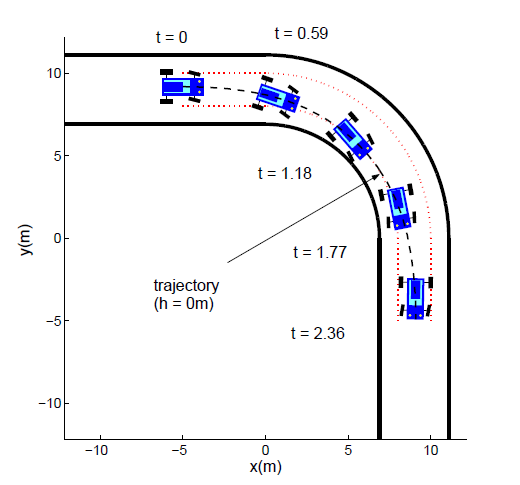 t = 0
t = 0.59
10
5
t = 1.18
0
t = 1.77
trajectory
(h = 0m)
−5
t = 2.36
−10
y(m)
−10
−5
0
5
10
x(m)